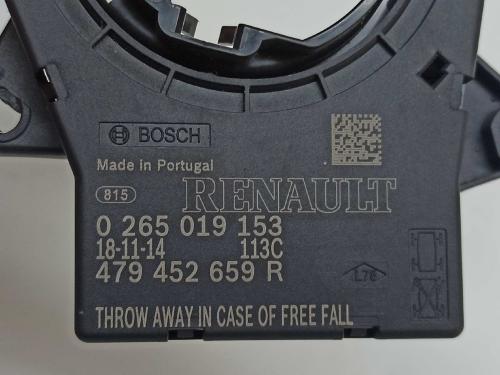 BOSCH
Made in Portugal
815 RENAULT
0 265 019 153
18-11-14 113C
479 452 659 R
L76
THROW AWAY IN CASE OF FREE FALL